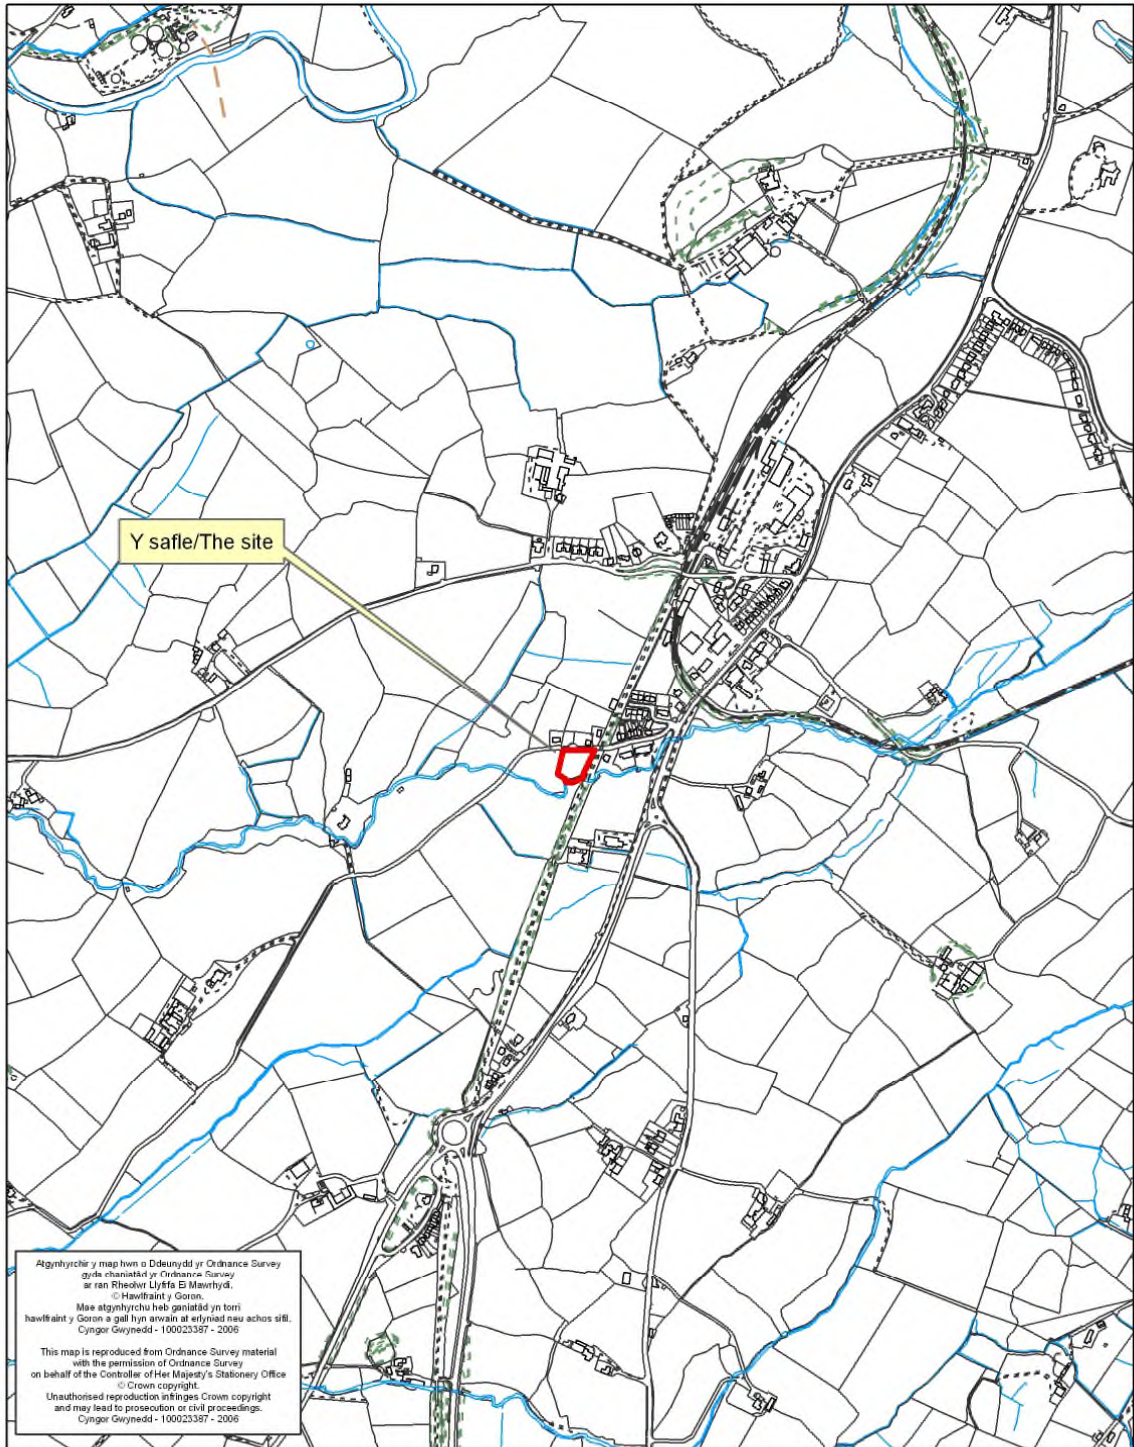 Y safle/The site
Atgynhyrchir y map hwn o Ddeunydd yr Ordnance Survey
gyda chaniatâd yr Ordnance Survey
ar ran Rheolwr Llyfrfa Ei Mawrhydi.
© Hawlfraint y Goron.
Mae atgynhyrchu heb ganiatâd yn torri
hawlfraint y Goron a gall hyn arwain at erlyniad neu achos sifil.
Cyngor Gwynedd - 100023387 - 2006
This map is reproduced from Ordnance Survey material
with the permission of Ordnance Survey
on behalf of the Controller of Her Majesty's Stationery Office
© Crown copyright.
Unauthorised reproduction infringes Crown copyright
and may lead to prosecution or civil proceedings.
Cyngor Gwynedd - 100023387 - 2006